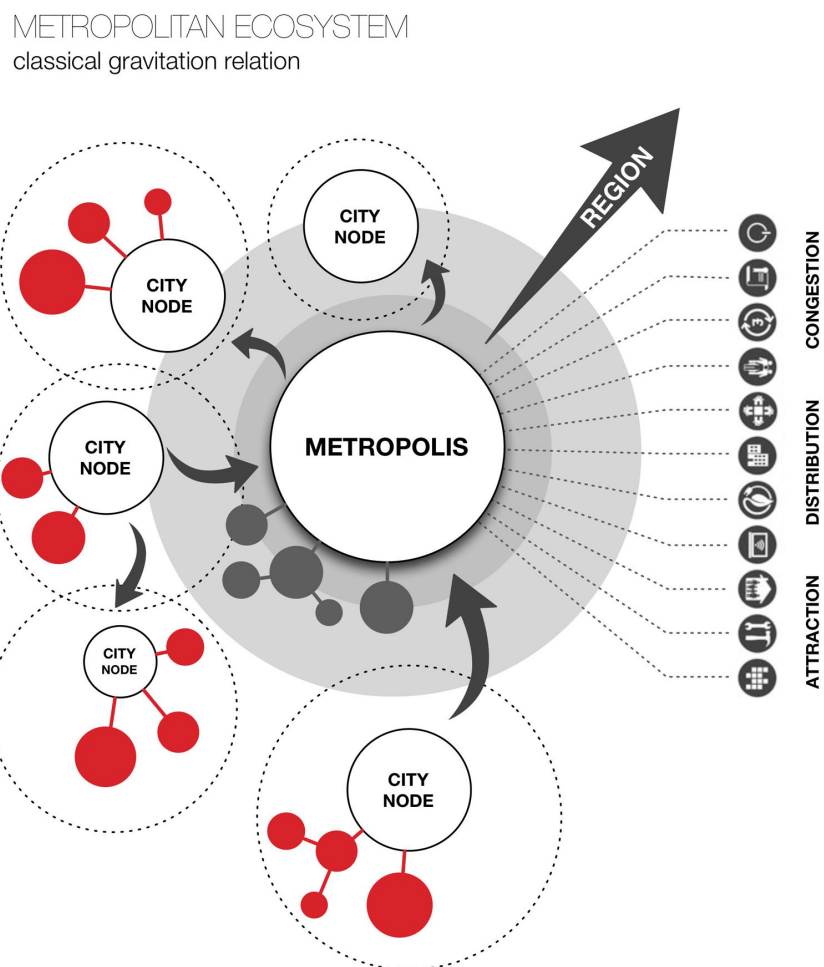 METROPOLITAN ECOSYSTEM
classical gravitation relation
REGION
CITY
NODE
CITY
NODE
CITY
NODE
METROPOLIS
CITY
NODE
CITY
NODE
CONGESTION
DISTRIBUTION
ATTRACTION